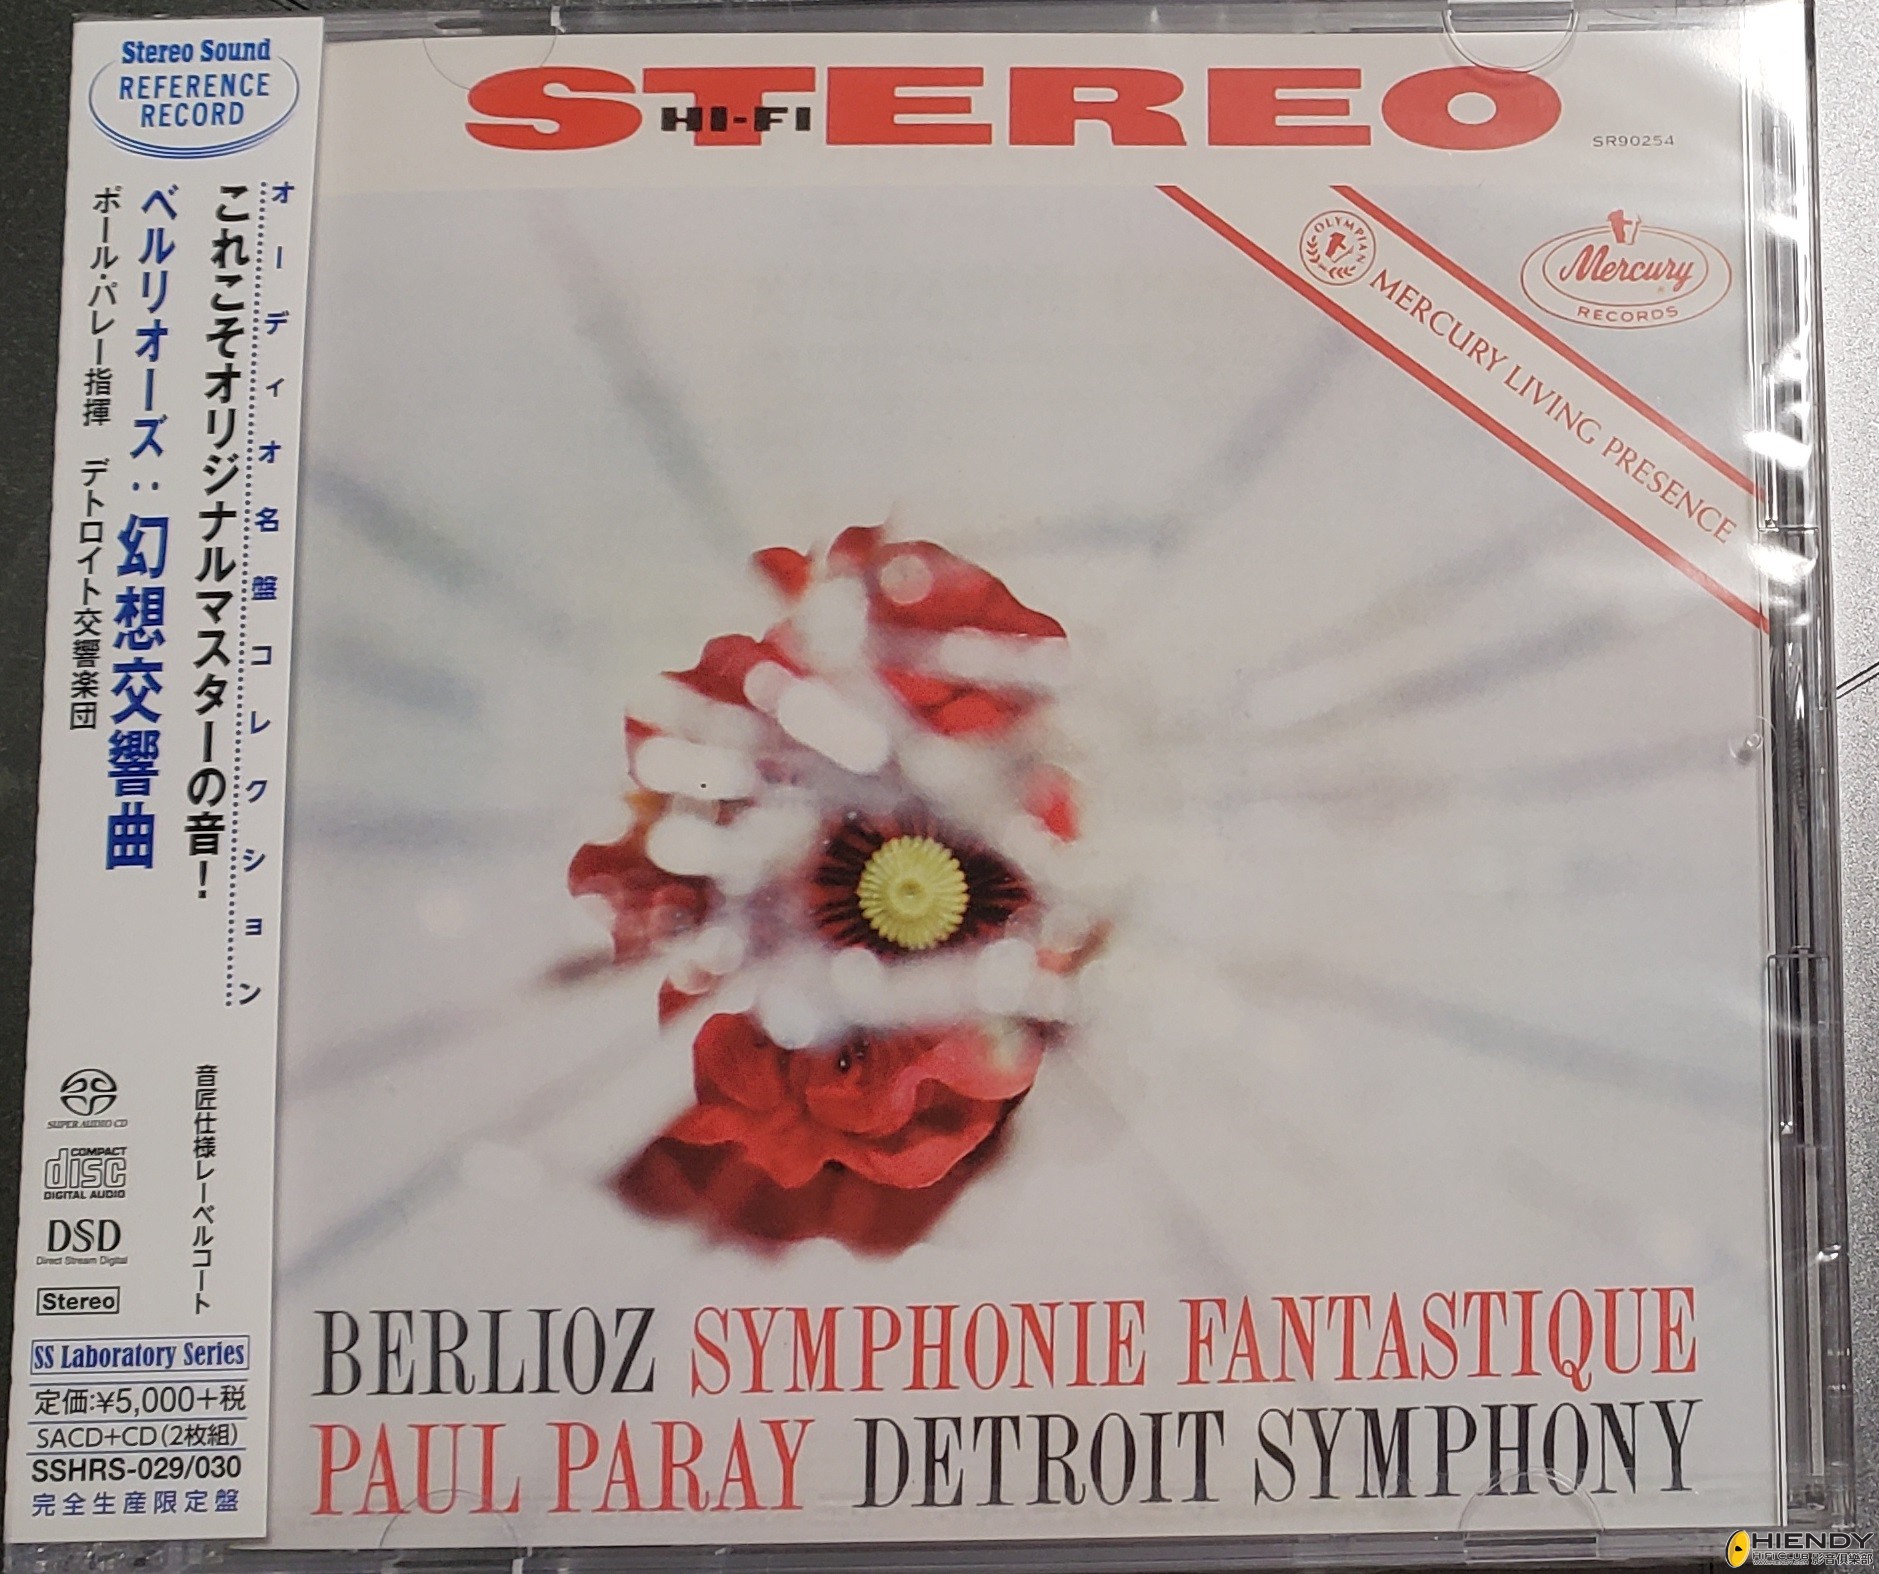 Stereo Sound
REFERENCE
RECORD
オーディオ名盤コレクション
これこそオリジナルマスターの音！
ベルリオーズ：幻想交響曲
ポール・パレー指揮　デトロイト交響楽団
音匠仕様レーベルコート
SUPER AUDIO CD
COMPACT
disc
DIGITAL AUDIO
DSD
Direct Stream Digital
Stereo
SS Laboratory Series
定価:¥5,000+税
SACD+CD(2枚組)
SSHRS-029/030
完全生産限定盤
STEREO
HI-FI
SR90254
OLYMPIAN
MERCURY LIVING PRESENCE
Mercury
RECORDS
BERLIOZ SYMPHONIE FANTASTIQUE
PAUL PARAY DETROIT SYMPHONY
HIENDY
HIFICLUB 影音俱樂部